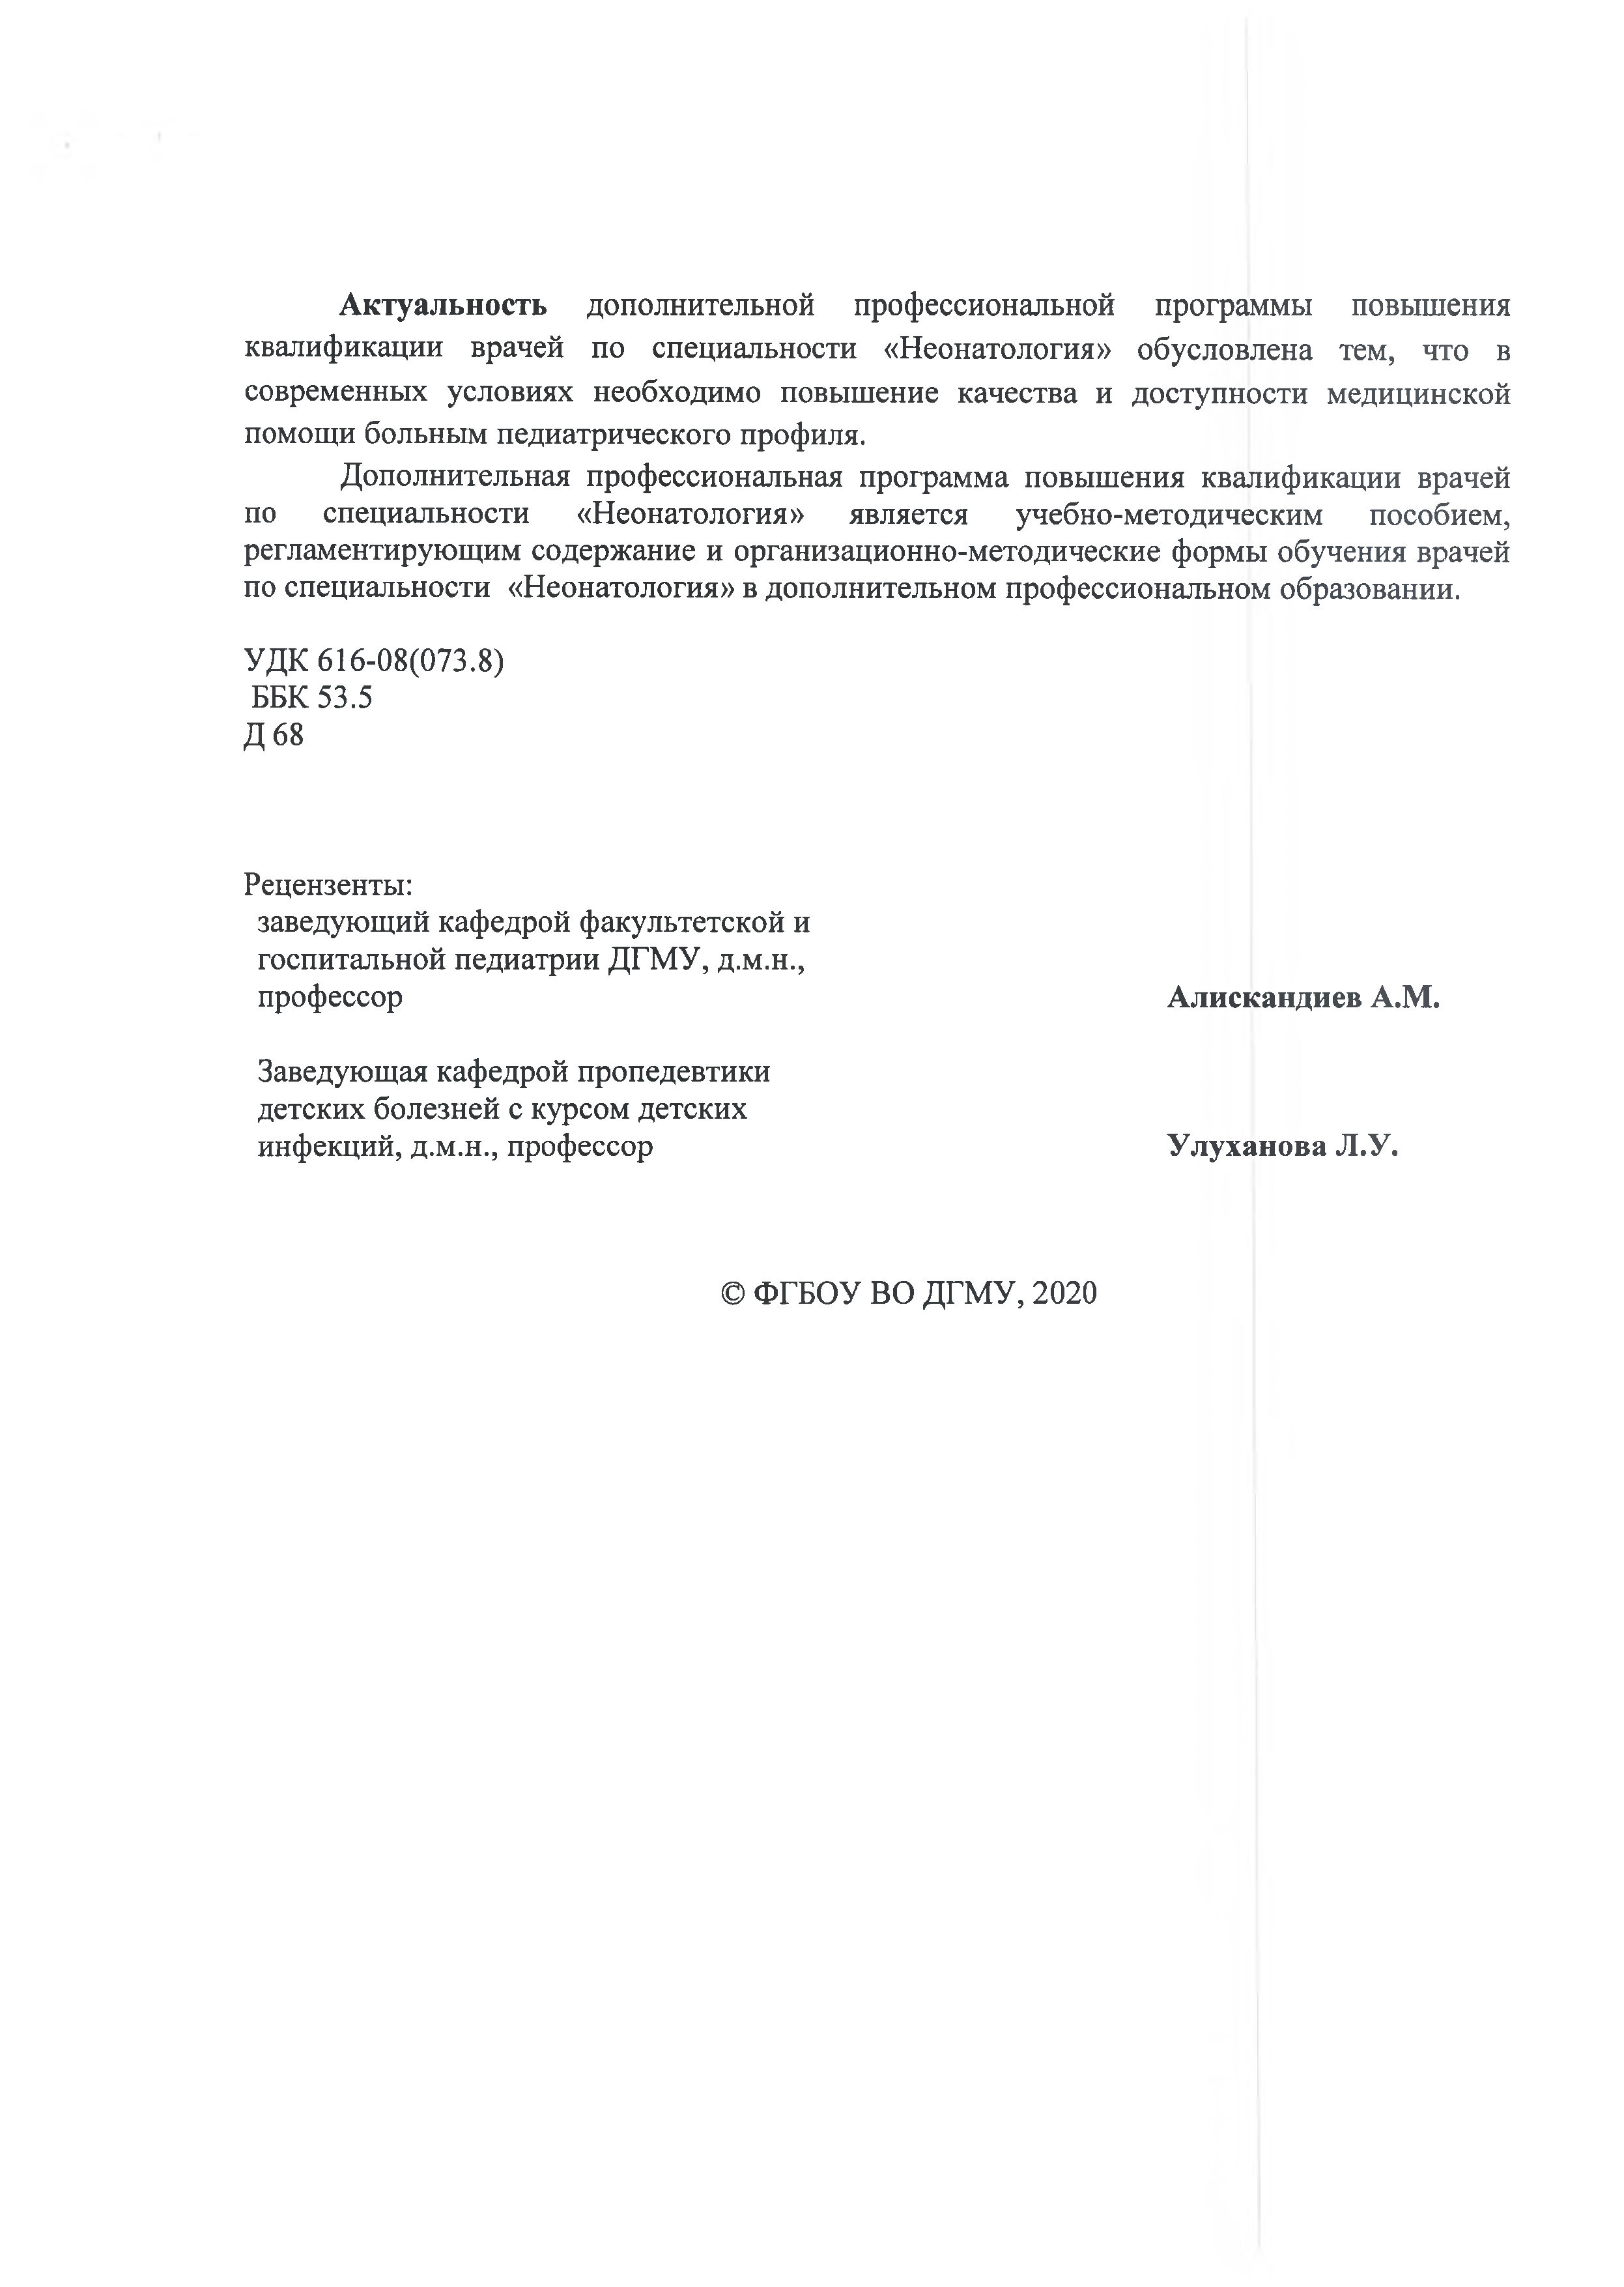 Актуальность дополнительной профессиональной программы повышения
квалификации врачей по специальности «Неонатология» обусловлена тем, что в
современных условиях необходимо повышение качества и доступности медицинской
помощи больным педиатрического профиля.
Дополнительная профессиональная программа повышения квалификации врачей
по специальности «Неонатология» является учебно-методическим пособием,
регламентирующим содержание и организационно-методические формы обучения врачей
по специальности «Неонатология» в дополнительном профессиональном образовании.
УДК 616-08(073.8)
ББК 53.5
Д 68
Рецензенты:
заведующий кафедрой факультетской и
госпитальной педиатрии ДГМУ, д.м.н.,
профессор Алискандиев А.М.
Заведующая кафедрой пропедевтики
детских болезней с курсом детских
инфекций, д.м.н., профессор Улуханова Л.У.
© ФГБОУ ВО ДГМУ, 2020